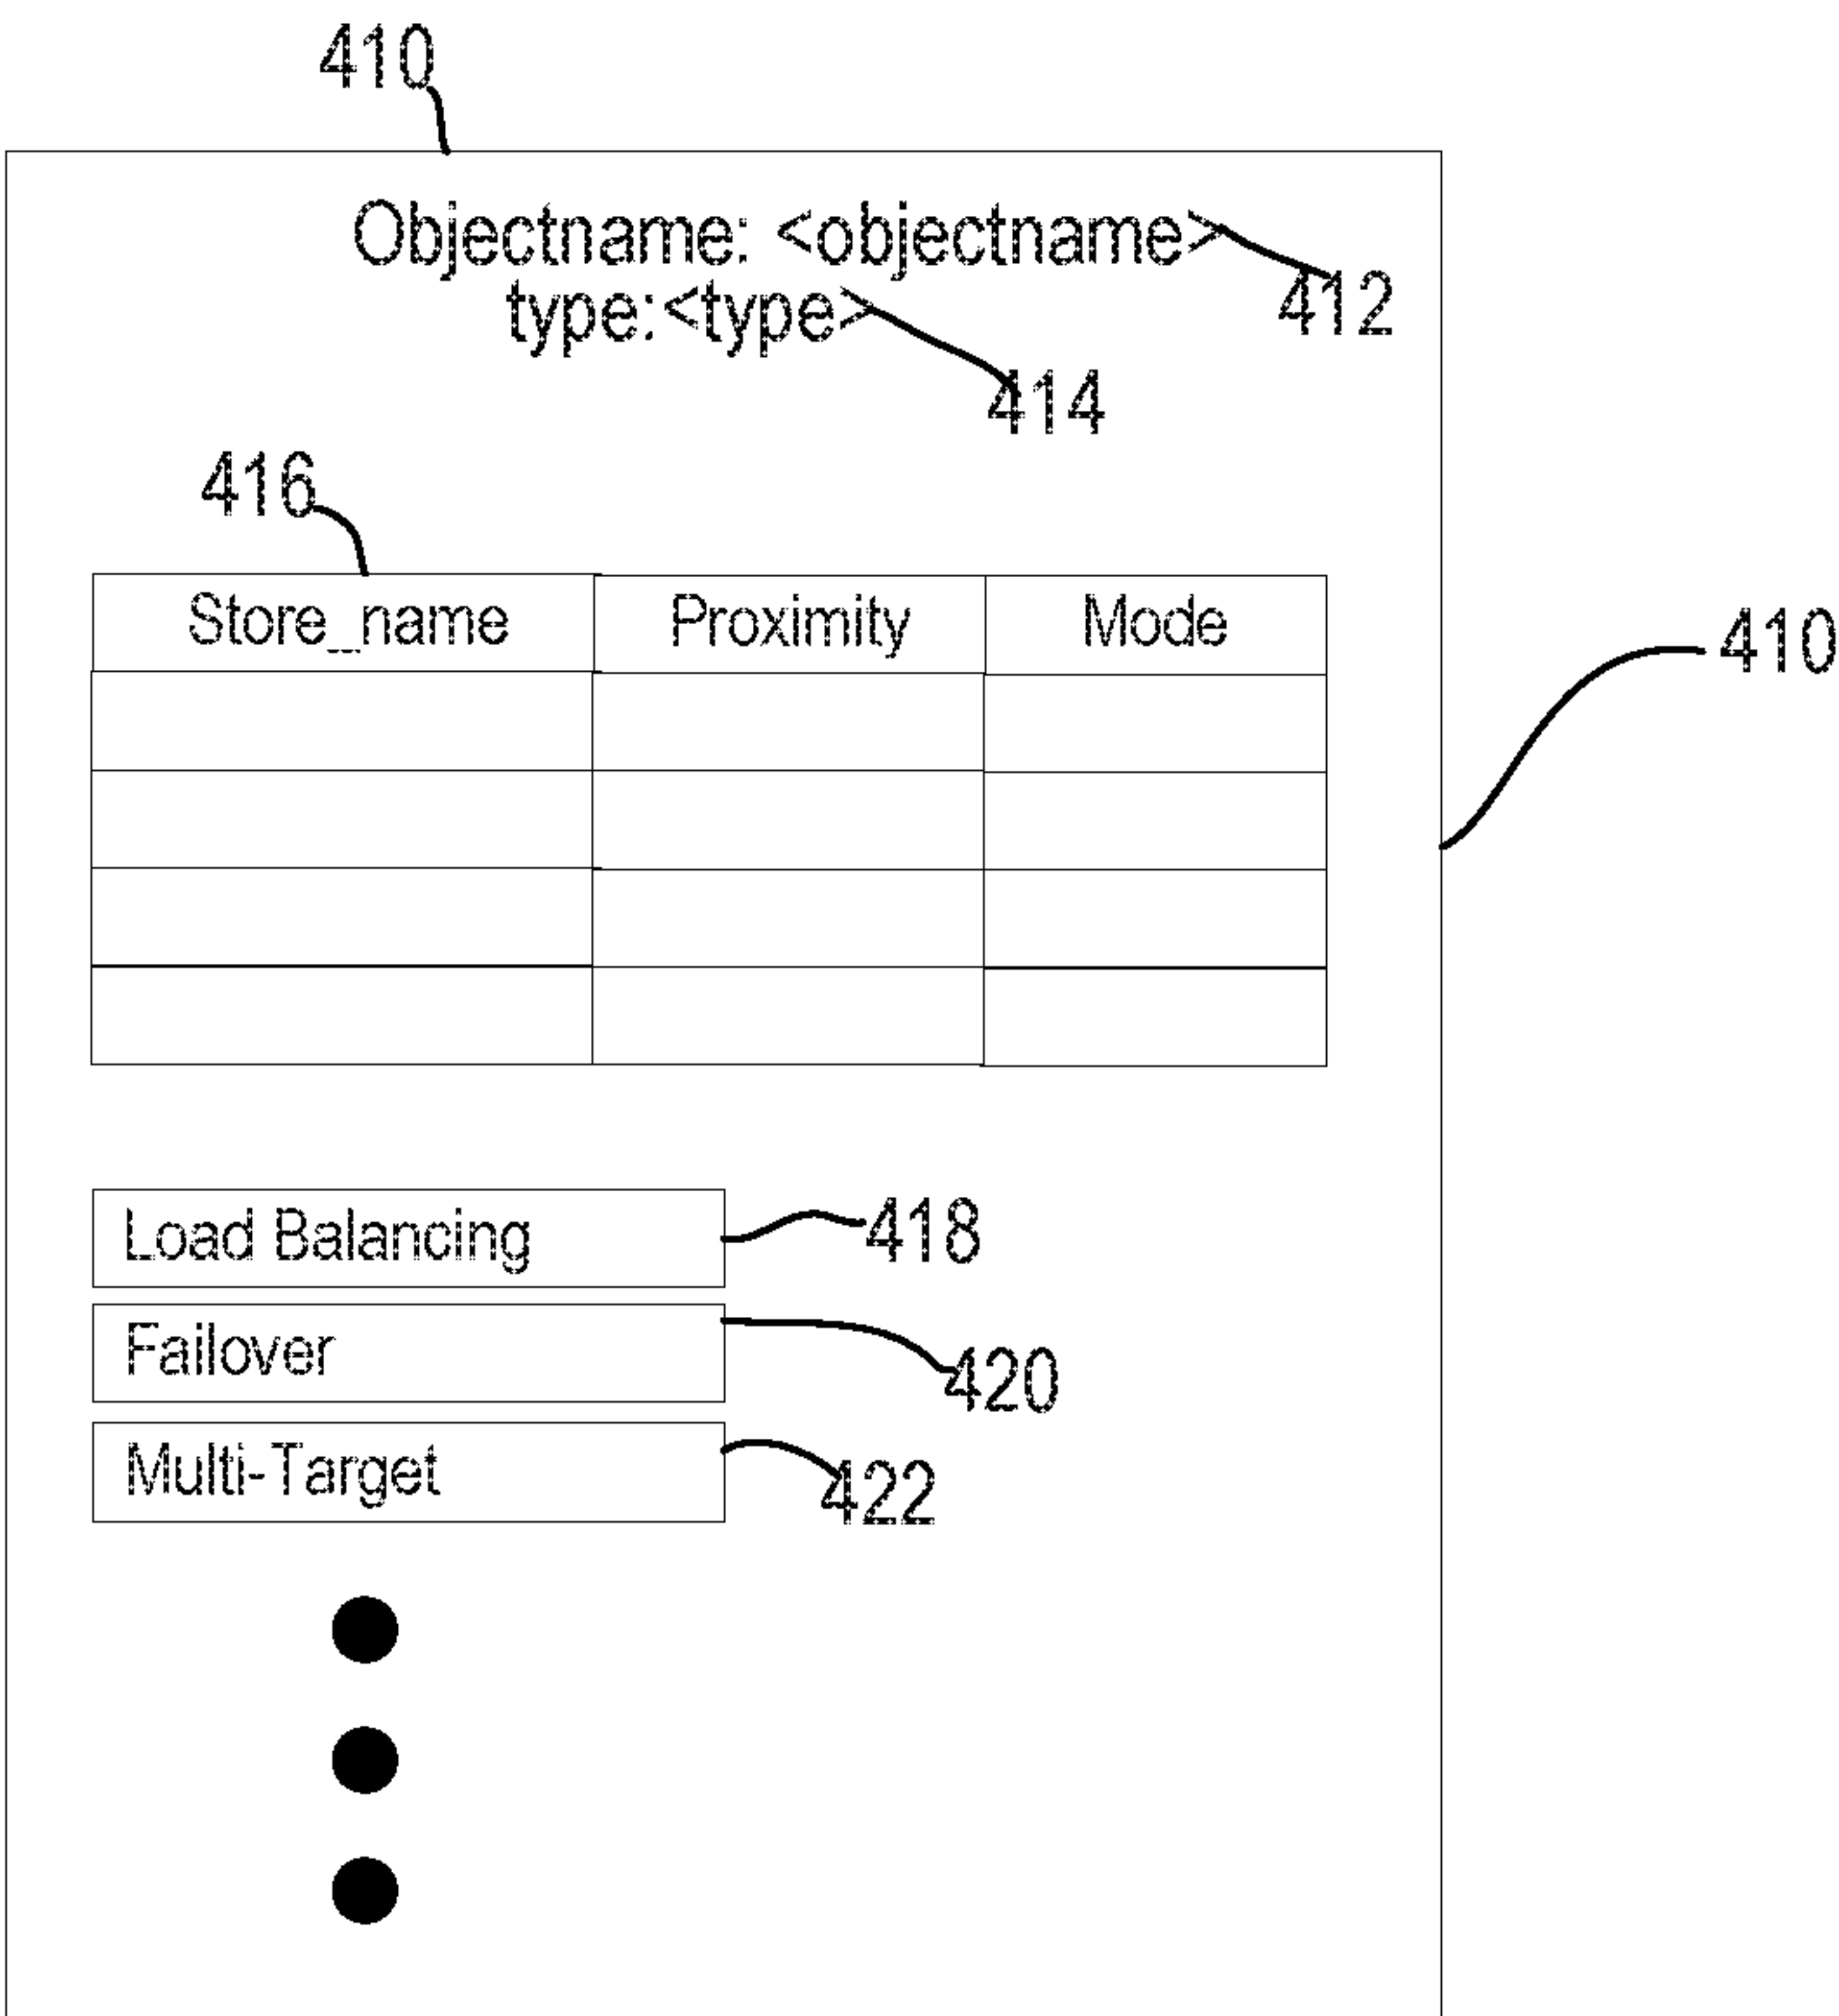 410
Objectname: <objectname>
412
type:<type>
414
416
Store_name Proximity Mode
410
Load Balancing 418
Failover
420
Multi-Target
422